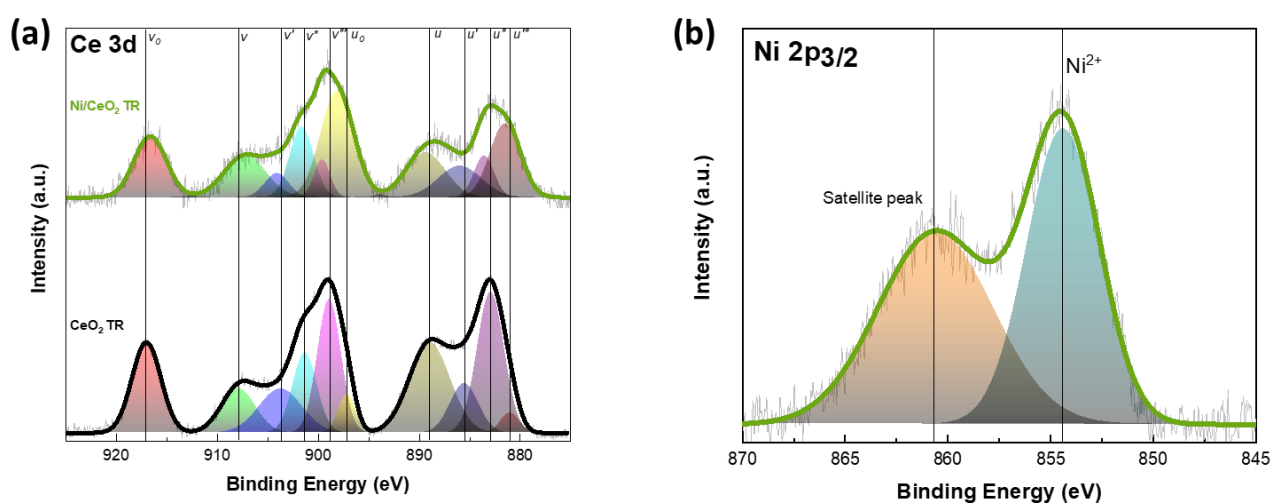 (a)
Ce 3d
v₀ v v' v'' v''' u₀ u u' u'' u'''
Ni/CeO₂ TR
CeO₂ TR
Intensity (a.u.)
920 910 900 890 880
Binding Energy (eV)
(b)
Ni 2p3/2
Ni²⁺
Satellite peak
Intensity (a.u.)
870 865 860 855 850 845
Binding Energy (eV)